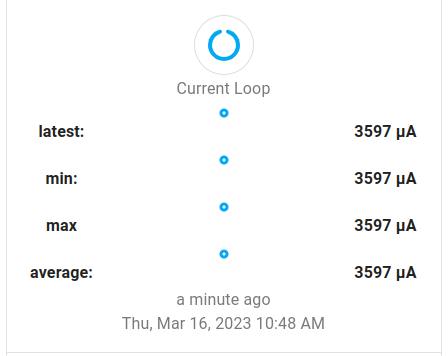 Current Loop
latest: 3597 µA
min: 3597 µA
max 3597 µA
average: 3597 µA
a minute ago
Thu, Mar 16, 2023 10:48 AM